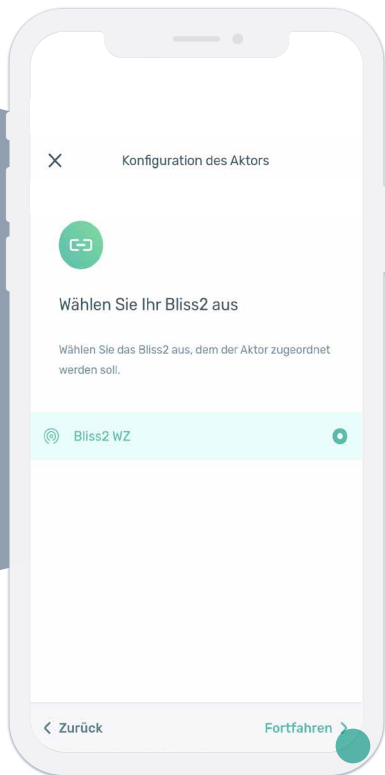 Konfiguration des Aktors
Wählen Sie Ihr Bliss2 aus
Wählen Sie das Bliss2 aus, dem der Aktor zugeordnet
werden soll.
Bliss2 WZ
Zurück
Fortfahren